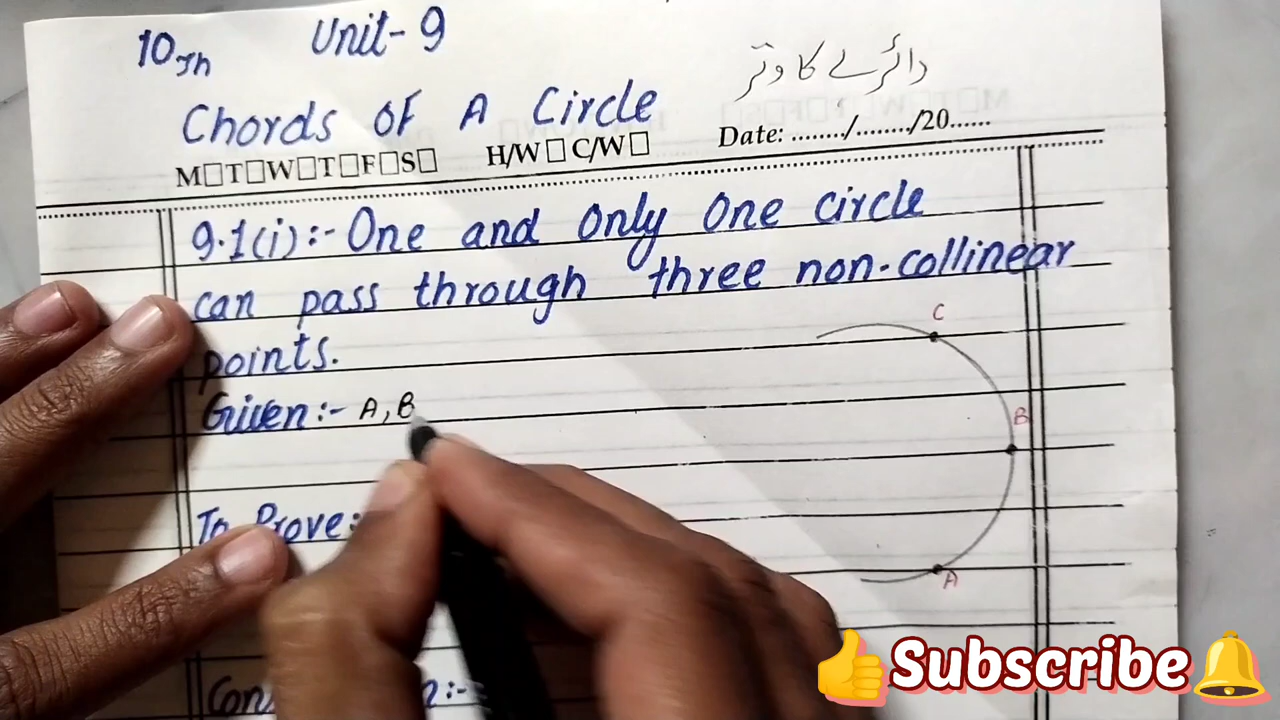 10Th Unit-9
دائرے کا وتر
Chords Of A Circle
M T W T F S H/W C/W Date: ......../......../20......
9.1(i):- One and Only One circle
can pass through three non-collinear
points.
C
Given:- A, B
B
To Prove:
A
Subscribe